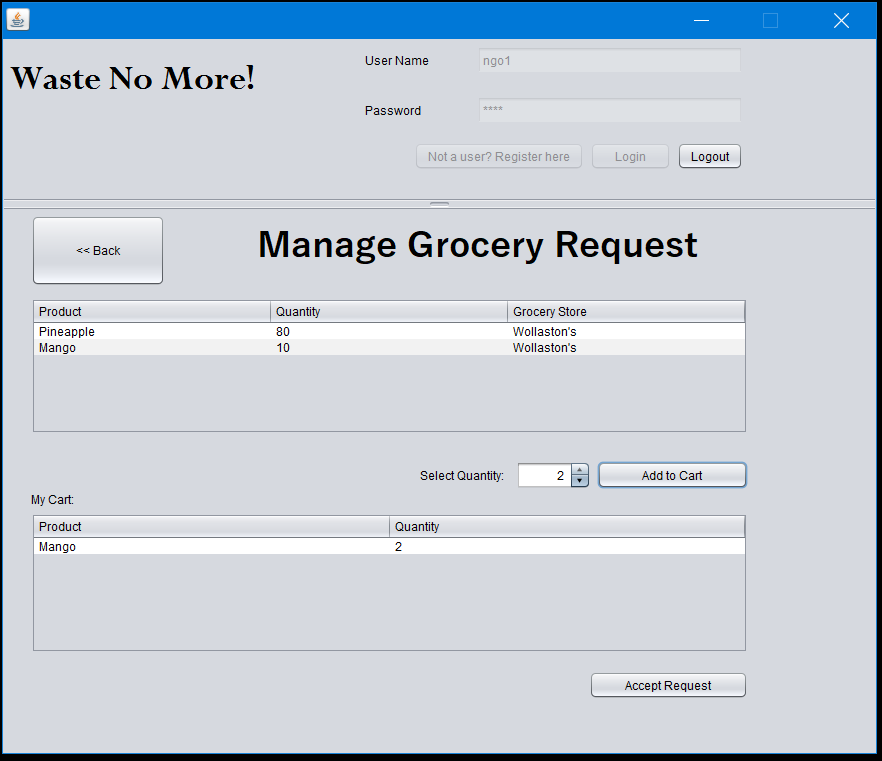 Waste No More!
User Name
ngo1
Password
****
Not a user? Register here
Login
Logout
<< Back
Manage Grocery Request
Product Quantity Grocery Store
Pineapple 80 Wollaston's
Mango 10 Wollaston's
Select Quantity: 2 Add to Cart
My Cart:
Product Quantity
Mango 2
Accept Request